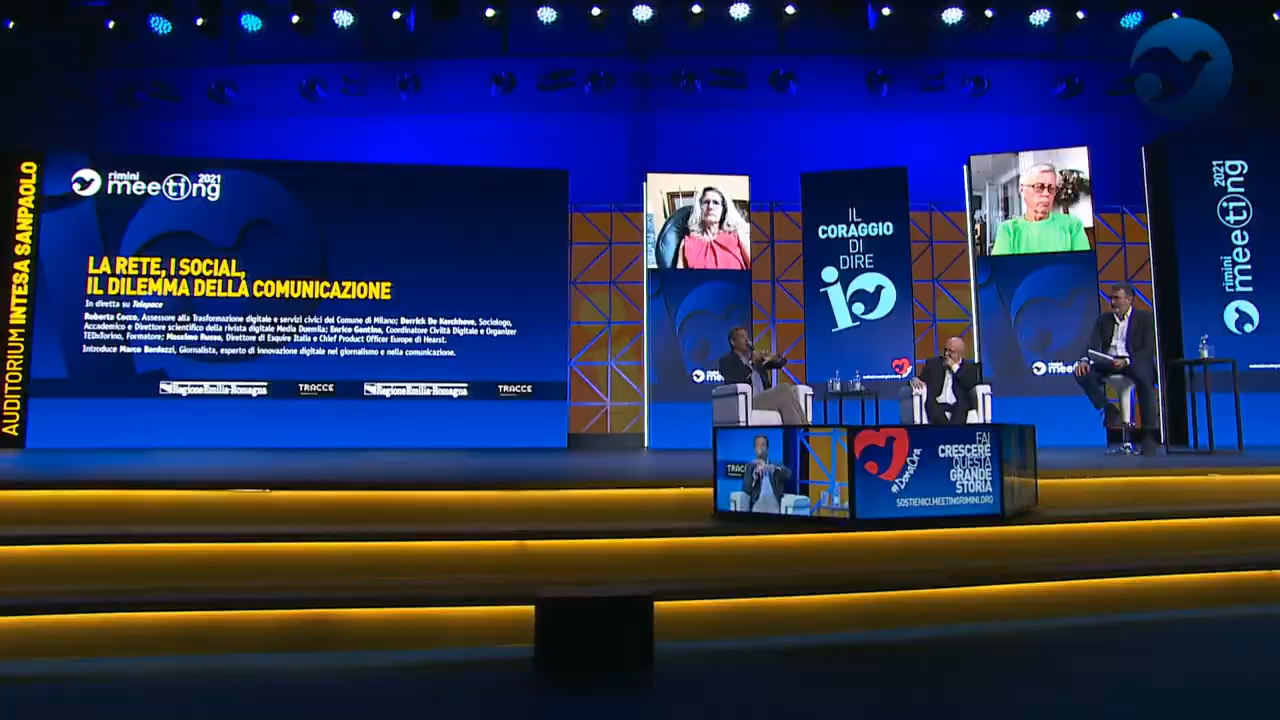 AUDITORIUM INTESA SANPAOLO
rimini 2021
meeting
LA RETE, I SOCIAL,
IL DILEMMA DELLA COMUNICAZIONE
In diretta su Telepace
Roberta Cocco, Assessore alla Trasformazione digitale e servizi civici del Comune di Milano; Derrick De Kerckhove, Sociologo,
Accademico e Direttore scientifico della rivista digitale Media Duemila; Enrico Gentina, Coordinatore Civiltà Digitale e Organizer
TEDxTorino, Formatore; Massimo Russo, Direttore di Esquire Italia e Chief Product Officer Europe di Hearst.
Introduce Marco Bardazzi, Giornalista, esperto di innovazione digitale nel giornalismo e nella comunicazione.
RegioneEmilia-Romagna
TRACCE
RegioneEmilia-Romagna
TRACCE
IL
CORAGGIO
DI
DIRE
io
rimini 2021
meeting
TRACCE
#DonaOra
FAI
CRESCERE
QUESTA
GRANDE
STORIA
SOSTIENICI.MEETINGRIMINI.ORG